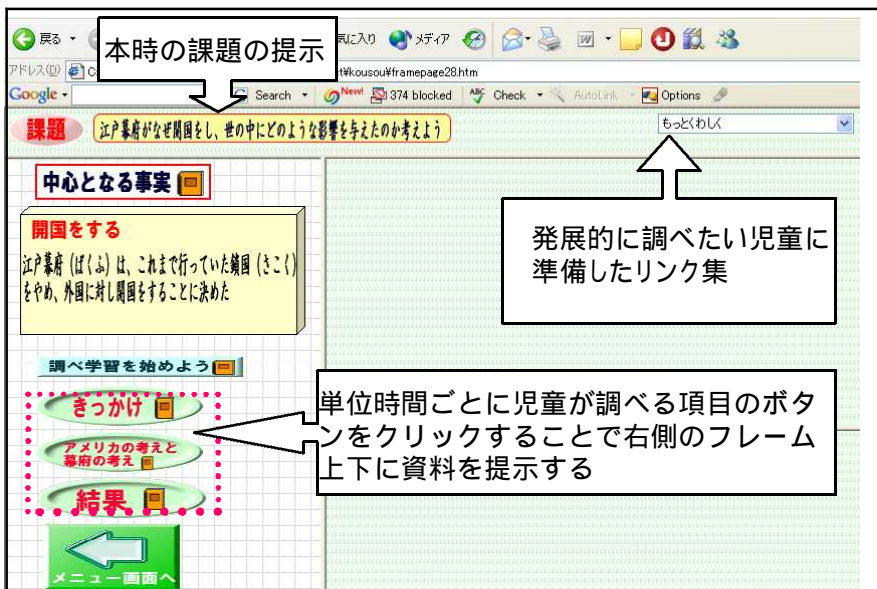 戻る
本時の課題の提示
気に入り メディア
アドレス(D)
t¥kousou¥framepage28.htm
Google
Search New! 374 blocked ABC Check AutoLink Options
課題 江戸幕府がなぜ開国をし、世の中にどのような影響を与えたのか考えよう
もっとくわしく
中心となる事実
開国をする
江戸幕府(ばくふ)は、これまで行っていた鎖国(さこく)
をやめ、外国に対し開国をすることに決めた
発展的に調べたい児童に
準備したリンク集
調べ学習を始めよう
きっかけ
アメリカの考えと
幕府の考え
結果
単位時間ごとに児童が調べる項目のボタ
ンをクリックすることで右側のフレーム
上下に資料を提示する
メニュー画面へ